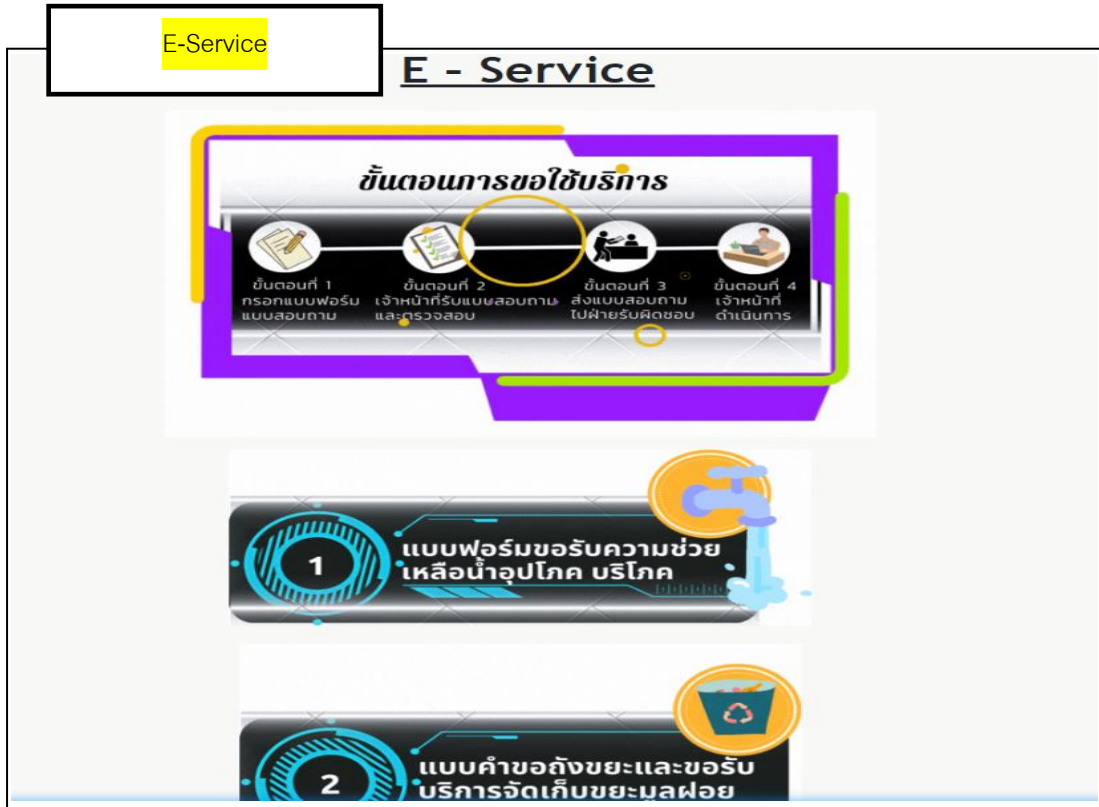 E-Service
E - Service
ขั้นตอนการขอใช้บริการ
ขั้นตอนที่ 1
กรอกแบบฟอร์ม
แบบสอบถาม
ขั้นตอนที่ 2
เจ้าหน้าที่รับแบบสอบถาม
และตรวจสอบ
ขั้นตอนที่ 3
ส่งแบบสอบถาม
ไปฝ่ายรับผิดชอบ
ขั้นตอนที่ 4
เจ้าหน้าที่
ดำเนินการ
1
แบบฟอร์มขอรับความช่วย
เหลือน้ำอุปโภค บริโภค
2
แบบคำขอถังขยะและขอรับ
บริการจัดเก็บขยะมูลฝอย